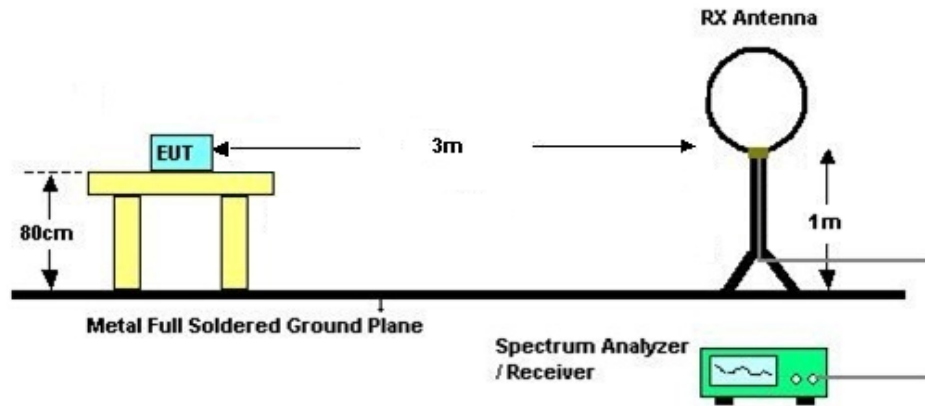 RX Antenna
EUT
3m
80cm
1m
Metal Full Soldered Ground Plane
Spectrum Analyzer
/ Receiver